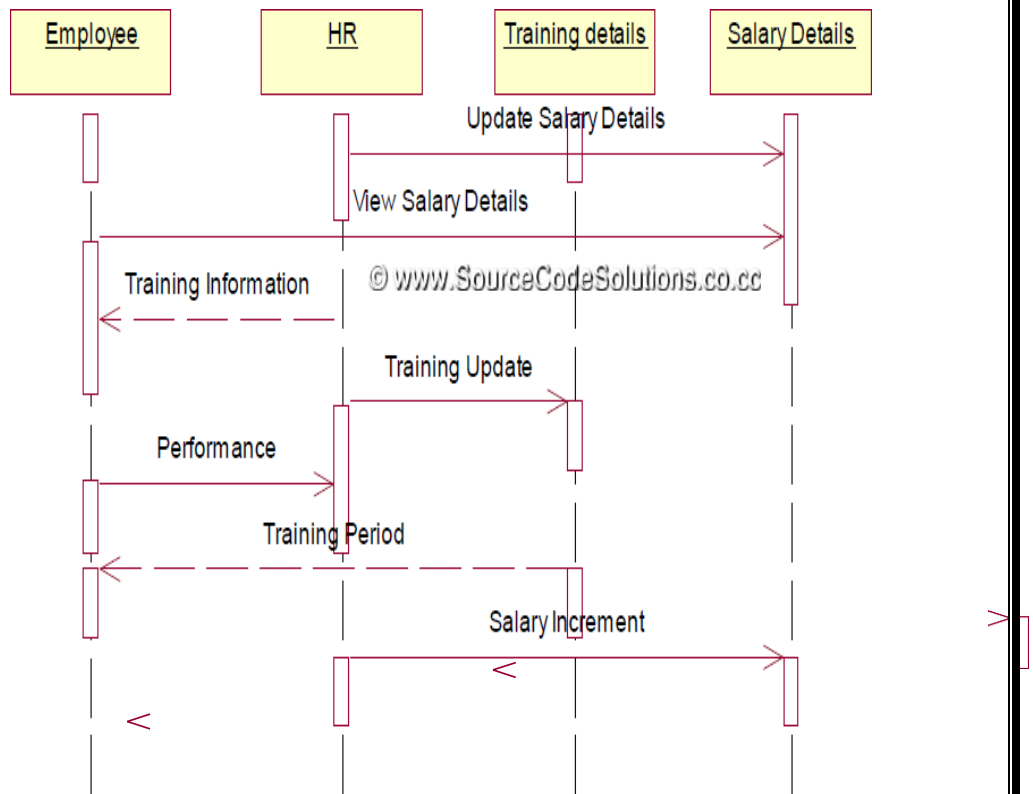 Employee
HR
Training details
Salary Details
Update Salary Details
View Salary Details
Training Information
© www.SourceCodeSolutions.co.cc
Training Update
Performance
Training Period
Salary Increment